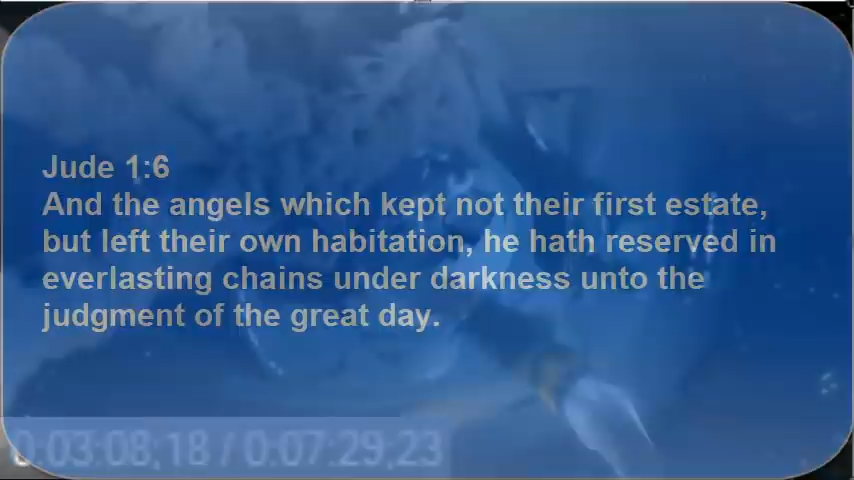 Jude 1:6
And the angels which kept not their first estate,
but left their own habitation, he hath reserved in
everlasting chains under darkness unto the
judgment of the great day.
0:03:08;18 / 0:07:29;23